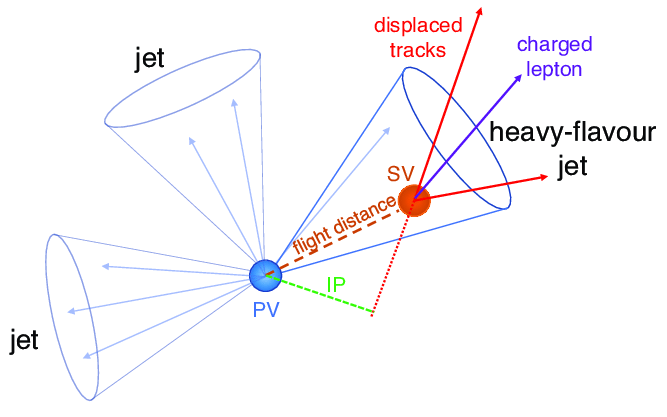 displaced
tracks
charged
lepton
jet
heavy-flavour
jet
SV
flight distance
IP
PV
jet